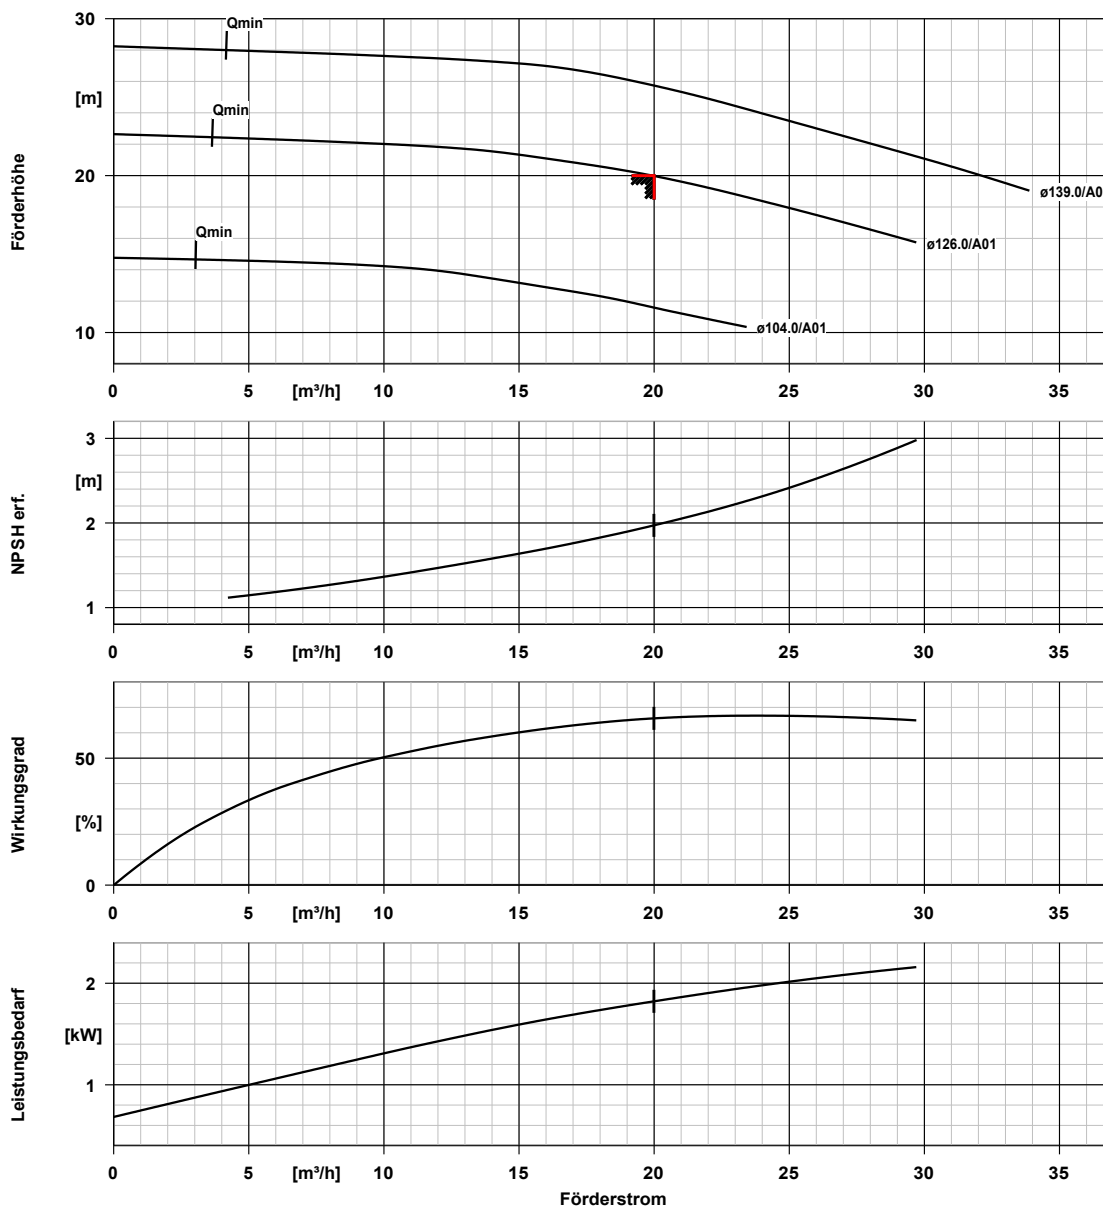 30
Qmin
[m]
Qmin
Förderhöhe
20
ø139.0/A0
Qmin
ø126.0/A01
10
ø104.0/A01
0 5 [m³/h] 10 15 20 25 30 35
3
[m]
NPSH erf.
2
1
0 5 [m³/h] 10 15 20 25 30 35
Wirkungsgrad
50
[%]
0
0 5 [m³/h] 10 15 20 25 30 35
Leistungsbedarf
2
[kW]
1
0 5 [m³/h] 10 15 20 25 30 35
Förderstrom